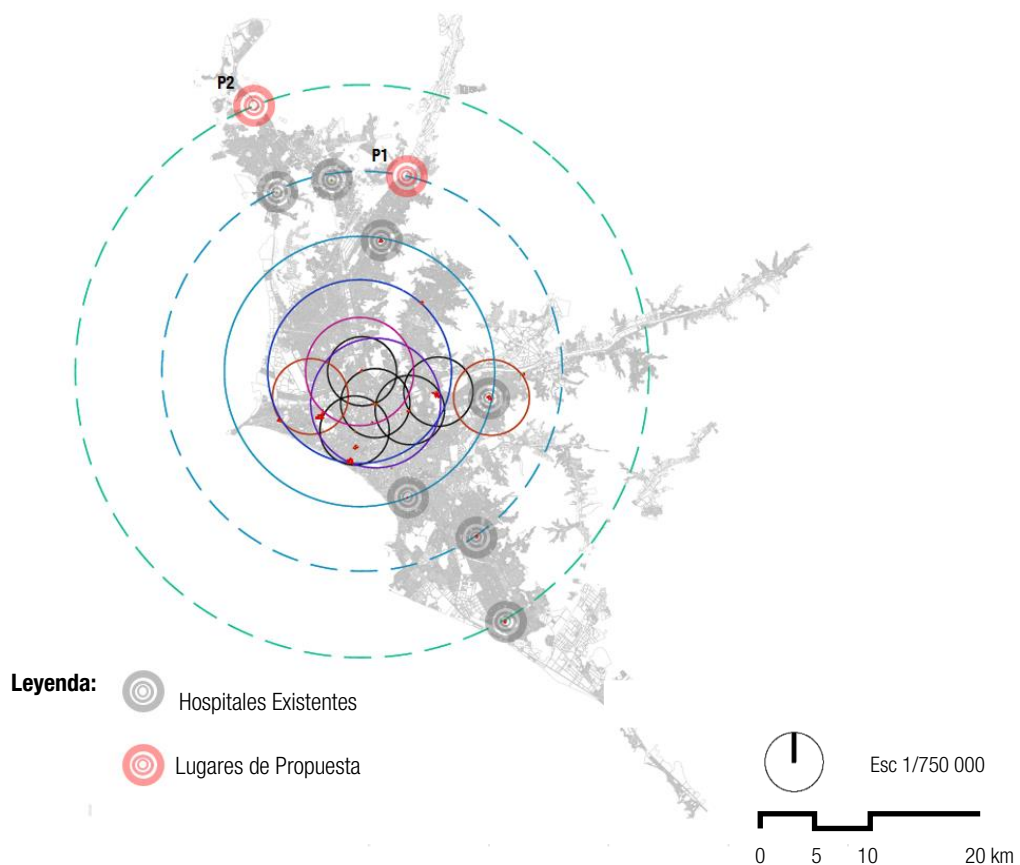 P2
P1
Leyenda:
Hospitales Existentes
Lugares de Propuesta
Esc 1/750 000
0 5 10 20 km